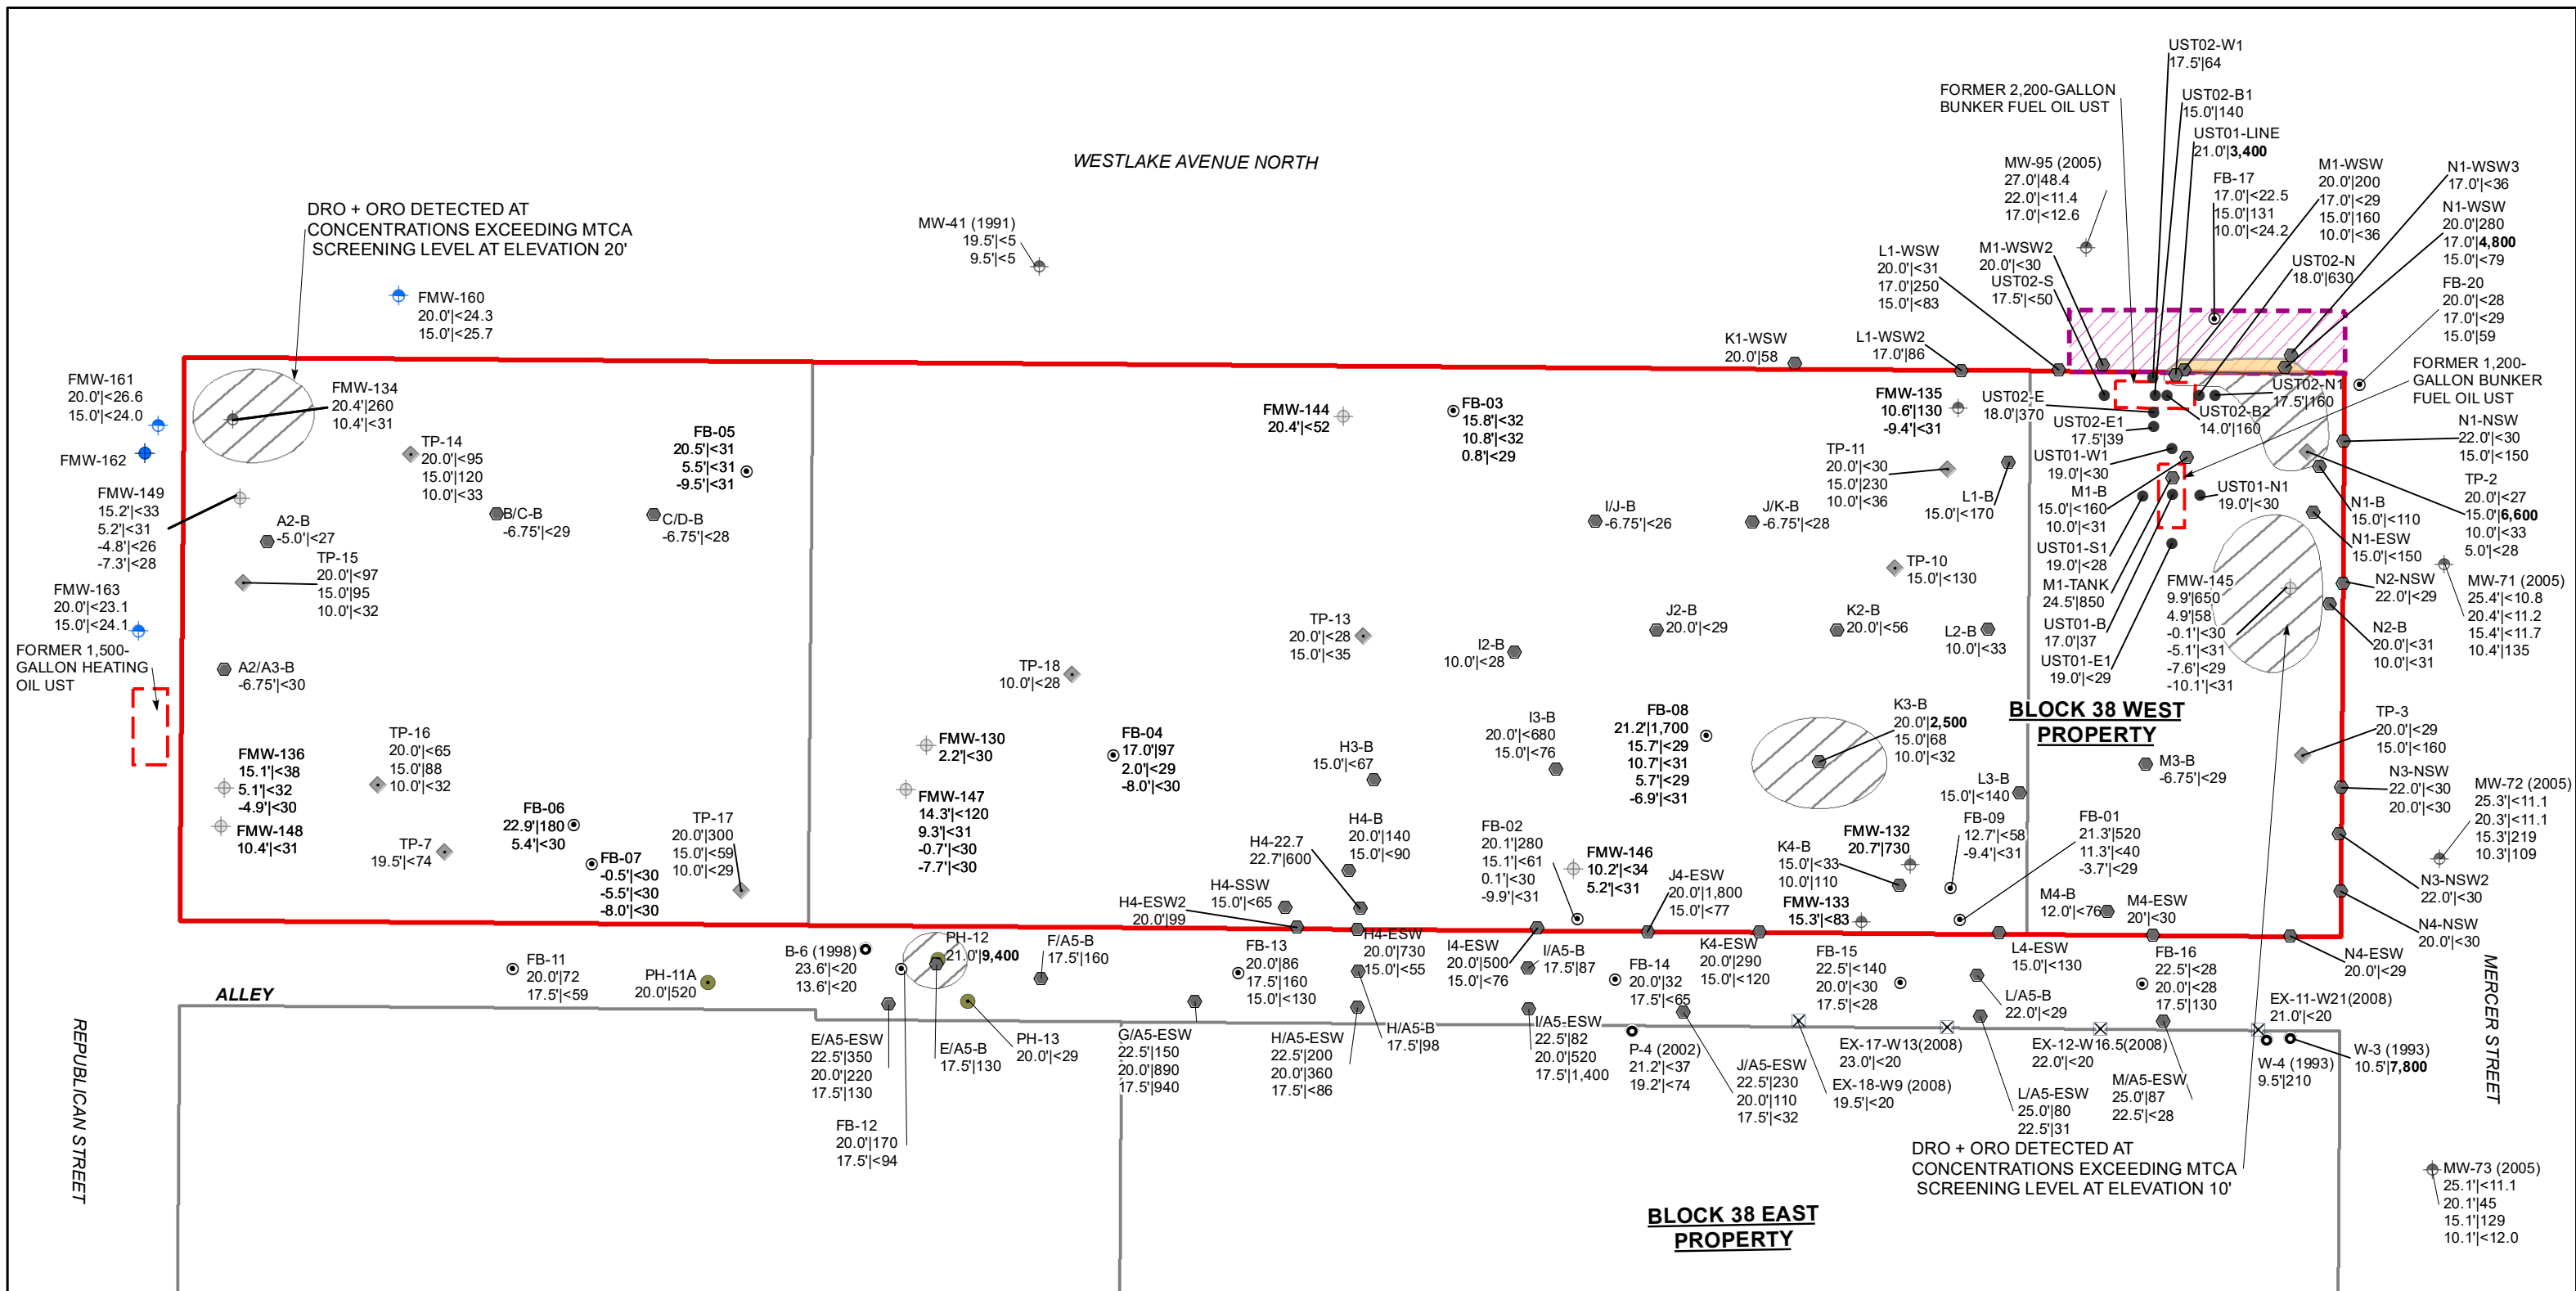 WESTLAKE AVENUE NORTH
DRO + ORO DETECTED AT
CONCENTRATIONS EXCEEDING MTCA
SCREENING LEVEL AT ELEVATION 20'
MW-41 (1991)
19.5'|<5
9.5'|<5
FMW-160
20.0'|<24.3
15.0'|<25.7
FMW-161
20.0'|<26.6
15.0'|<24.0
FMW-162
FMW-149
15.2'|<33
5.2'|<31
-4.8'|<26
-7.3'|<28
FMW-163
20.0'|<23.1
15.0'|<24.1
FORMER 1,500-
GALLON HEATING
OIL UST
FMW-134
20.4'|260
10.4'|<31
TP-14
20.0'|<95
15.0'|120
10.0'|<33
A2-B
-5.0'|<27
TP-15
20.0'|<97
15.0'|95
10.0'|<32
B/C-B
-6.75'|<29
C/D-B
-6.75'|<28
FB-05
20.5'|<31
5.5'|<31
-9.5'|<31
A2/A3-B
-6.75'|<30
TP-16
20.0'|<65
15.0'|88
10.0'|<32
FMW-136
15.1'|<38
5.1'|<32
-4.9'|<30
FMW-148
10.4'|<31
TP-7
19.5'|<74
FB-06
22.9'|180
5.4'|<30
FB-07
-0.5'|<30
-5.5'|<30
-8.0'|<30
TP-17
20.0'|300
15.0'|<59
10.0'|<29
FMW-130
2.2'|<30
FMW-147
14.3'|<120
9.3'|<31
-0.7'|<30
-7.7'|<30
TP-18
10.0'|<28
FB-04
17.0'|97
2.0'|<29
-8.0'|<30
FMW-144
20.4'|<52
FB-03
15.8'|<32
10.8'|<32
0.8'|<29
TP-13
20.0'|<28
15.0'|<35
I/J-B
-6.75'|<26
J/K-B
-6.75'|<28
I2-B
10.0'|<28
J2-B
20.0'|<29
K2-B
20.0'|<56
L2-B
10.0'|<33
H3-B
15.0'|<67
I3-B
20.0'|<680
15.0'|<76
FB-08
21.2'|1,700
15.7'|<29
10.7'|<31
5.7'|<29
-6.9'|<31
K3-B
20.0'|2,500
15.0'|68
10.0'|<32
L3-B
15.0'|<140
H4-B
20.0'|140
15.0'|<90
H4-22.7
22.7'|600
H4-SSW
15.0'|<65
H4-ESW2
20.0'|99
FB-02
20.1'|280
15.1'|<61
0.1'|<30
-9.9'|<31
FMW-146
10.2'|<34
5.2'|<31
J4-ESW
20.0'|1,800
15.0'|<77
K4-B
15.0'|<33
10.0'|110
FMW-132
20.7'|730
FMW-133
15.3'|<83
FB-09
12.7'|<58
-9.4'|<31
FB-01
21.3'|520
11.3'|<40
-3.7'|<29
K1-WSW
20.0'|58
L1-WSW2
17.0'|86
L1-WSW
20.0'|<31
17.0'|250
15.0'|<83
M1-WSW2
20.0'|<30
UST02-S
17.5'|<50
MW-95 (2005)
27.0'|48.4
22.0'|<11.4
17.0'|<12.6
FORMER 2,200-GALLON
BUNKER FUEL OIL UST
UST02-W1
17.5'|64
UST02-B1
15.0'|140
UST01-LINE
21.0'|3,400
FB-17
17.0'|<22.5
15.0'|131
10.0'|<24.2
M1-WSW
20.0'|200
17.0'|<29
15.0'|160
10.0'|<36
UST02-N
18.0'|630
N1-WSW3
17.0'|<36
N1-WSW
20.0'|280
17.0'|4,800
15.0'|<79
FB-20
20.0'|<28
17.0'|<29
15.0'|59
FORMER 1,200-
GALLON BUNKER
FUEL OIL UST
FMW-135
10.6'|130
-9.4'|<31
TP-11
20.0'|<30
15.0'|230
10.0'|<36
L1-B
15.0'|<170
TP-10
15.0'|<130
UST02-E
18.0'|370
UST02-E1
17.5'|39
UST02-N1
17.5'|160
UST02-B2
14.0'|160
UST01-W1
19.0'|<30
M1-B
15.0'|<160
10.0'|<31
UST01-N1
19.0'|<30
UST01-S1
19.0'|<28
M1-TANK
24.5'|850
UST01-B
17.0'|37
UST01-E1
19.0'|<29
FMW-145
9.9'|650
4.9'|58
-0.1'|<30
-5.1'|<31
-7.6'|<29
-10.1'|<31
N1-NSW
22.0'|<30
15.0'|<150
TP-2
20.0'|<27
15.0'|6,600
10.0'|<33
5.0'|<28
N1-B
15.0'|<110
N1-ESW
15.0'|<150
N2-NSW
22.0'|<29
MW-71 (2005)
25.4'|<10.8
20.4'|<11.2
15.4'|<11.7
10.4'|135
N2-B
20.0'|<31
10.0'|<31
BLOCK 38 WEST
PROPERTY
TP-3
20.0'|<29
15.0'|<160
M3-B
-6.75'|<29
N3-NSW
22.0'|<30
20.0'|<30
MW-72 (2005)
25.3'|<11.1
20.3'|<11.1
15.3'|219
10.3'|109
N3-NSW2
22.0'|<30
N4-NSW
20.0'|<30
M4-B
12.0'|<76
M4-ESW
20'|<30
N4-ESW
20.0'|<29
ALLEY
FB-11
20.0'|72
17.5'|<59
PH-11A
20.0'|520
B-6 (1998)
23.6'|<20
13.6'|<20
PH-12
21.0'|9,400
F/A5-B
17.5'|160
FB-13
20.0'|86
17.5'|160
15.0'|<130
H4-ESW
20.0'|730
15.0'|<55
I4-ESW
20.0'|500
15.0'|<76
I/A5-B
17.5'|87
FB-14
20.0'|32
17.5'|<65
K4-ESW
20.0'|290
15.0'|<120
FB-15
22.5'|<140
20.0'|<30
17.5'|<28
L4-ESW
15.0'|<130
L/A5-B
22.0'|<29
FB-16
22.5'|<28
20.0'|<28
17.5'|130
EX-11-W21(2008)
21.0'|<20
E/A5-ESW
22.5'|350
20.0'|220
17.5'|130
E/A5-B
17.5'|130
PH-13
20.0'|<29
G/A5-ESW
22.5'|150
20.0'|890
17.5'|940
H/A5-ESW
22.5'|200
20.0'|360
17.5'|<86
H/A5-B
17.5'|98
I/A5-ESW
22.5'|82
20.0'|520
17.5'|1,400
P-4 (2002)
21.2'|<37
19.2'|<74
J/A5-ESW
22.5'|230
20.0'|110
17.5'|<32
EX-17-W13(2008)
23.0'|<20
EX-18-W9 (2008)
19.5'|<20
EX-12-W16.5(2008)
22.0'|<20
L/A5-ESW
25.0'|80
22.5'|31
M/A5-ESW
25.0'|87
22.5'|<28
W-4 (1993)
9.5'|210
W-3 (1993)
10.5'|7,800
FB-12
20.0'|170
17.5'|<94
DRO + ORO DETECTED AT
CONCENTRATIONS EXCEEDING MTCA
SCREENING LEVEL AT ELEVATION 10'
BLOCK 38 EAST
PROPERTY
MW-73 (2005)
25.1'|<11.1
20.1'|45
15.1'|129
10.1'|<12.0
REPUBLICAN STREET
MERCER STREET